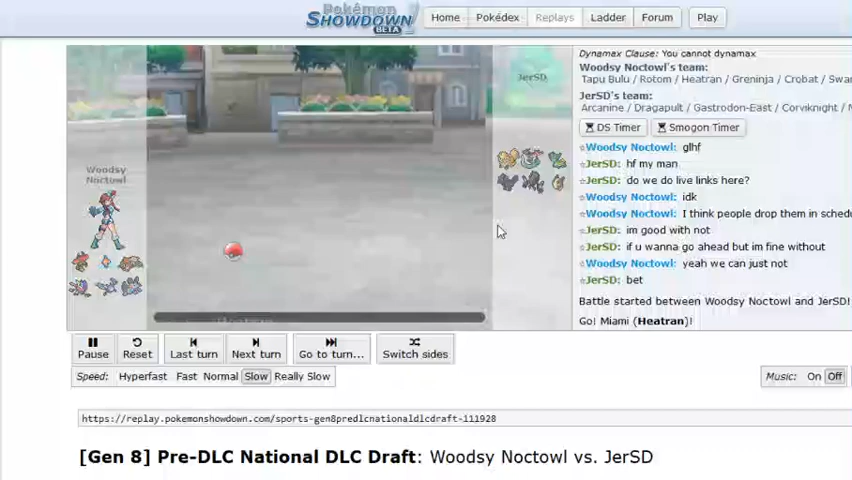 Pokémon
SHOWDOWN
BETA
Home
Pokédex
Replays
Ladder
Forum
Play
Dynamax Clause: You cannot dynamax
Woodsy Noctowl's team:
Tapu Bulu / Rotom / Heatran / Greninja / Crobat /
JerSD's team:
Arcanine / Dragapult / Gastrodon-East / Corviknight /
DS Timer
Smogon Timer
☆Woodsy Noctowl: glhf
☆JerSD: hf my man
☆JerSD: do we do live links here?
☆Woodsy Noctowl: idk
☆Woodsy Noctowl: I think people drop them in
☆JerSD: im good with not
☆JerSD: if u wanna go ahead but im fine without
☆Woodsy Noctowl: yeah we can just not
☆JerSD: bet
Battle started between Woodsy Noctowl and JerSD!
Go! Miami (Heatran)!
JerSD
Woodsy
Noctowl
Pause
Reset
Last turn
Next turn
Go to turn...
Switch sides
Speed: Hyperfast Fast Normal Slow Really Slow
Music: On Off
https://replay.pokemonshowdown.com/sports-gen8predlcnationaldlcdraft-111928
[Gen 8] Pre-DLC National DLC Draft: Woodsy Noctowl vs. JerSD